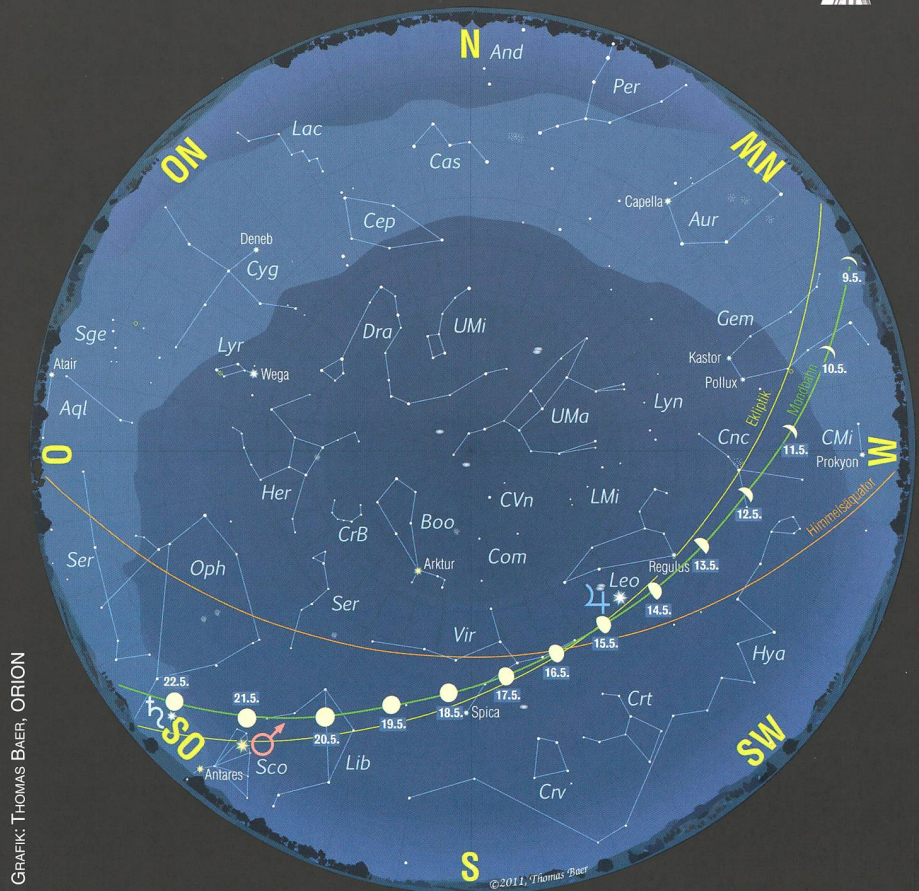 N
And
Per
Lac
Cas
NO
NW
Capella
Aur
Cep
Deneb
Cyg
9.5.
Dra
UMi
Gem
Sge
Lyr
Kastor
10.5.
Atair
Wega
Pollux
Mondbahn
Aql
UMa
Lyn
Ekliptik
Cnc
11.5.
CMi
O
W
Prokyon
Her
CVn
LMi
12.5.
Himmelsäquator
CrB
Boo
Com
Ser
Oph
Arktur
Regulus
13.5.
Leo
Ser
14.5.
Vir
15.5.
Hya
16.5.
22.5.
17.5.
21.5.
Crt
18.5.
Spica
19.5.
20.5.
SO
SW
Sco
Lib
Antares
Crv
S
©2011, Thomas Baer
GRAFIK: THOMAS BAER, ORION